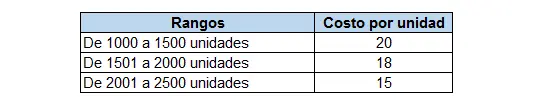 Rangos Costo por unidad
De 1000 a 1500 unidades 20
De 1501 a 2000 unidades 18
De 2001 a 2500 unidades 15